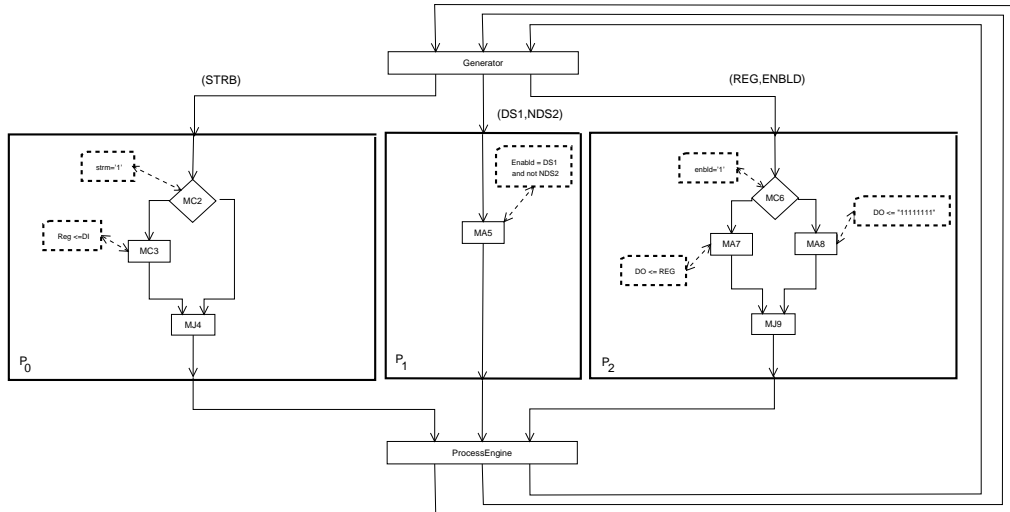 Generator
(STRB)
(REG,ENBLD)
(DS1,NDS2)
strm='1'
MC2
Reg <=DI
MC3
MJ4
P0
Enabld = DS1
and not NDS2
MA5
P1
enbld='1'
MC6
DO <= "11111111"
MA7
MA8
DO <= REG
MJ9
P2
ProcessEngine